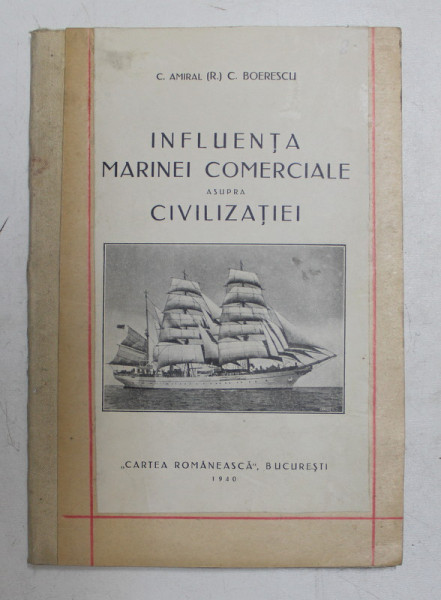 C. AMIRAL (R.) C. BOERESCU
INFLUENȚA
MARINEI COMERCIALE
ASUPRA
CIVILIZAȚIEI
„CARTEA ROMÂNEASCĂ“, BUCUREȘTI
1940